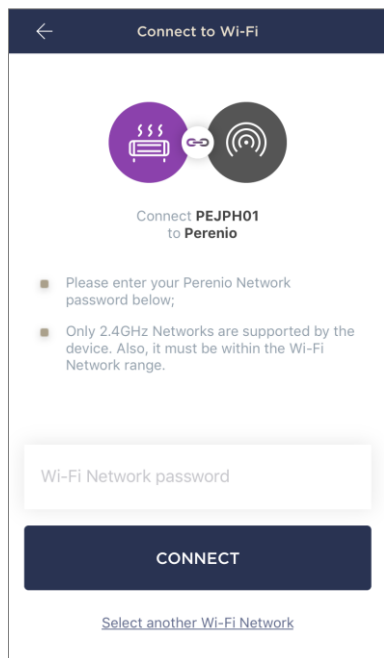 Connect to Wi-Fi
Connect PEJPH01
to Perenio
Please enter your Perenio Network
password below;
Only 2.4GHz Networks are supported by the
device. Also, it must be within the Wi-Fi
Network range.
Wi-Fi Network password
CONNECT
Select another Wi-Fi Network